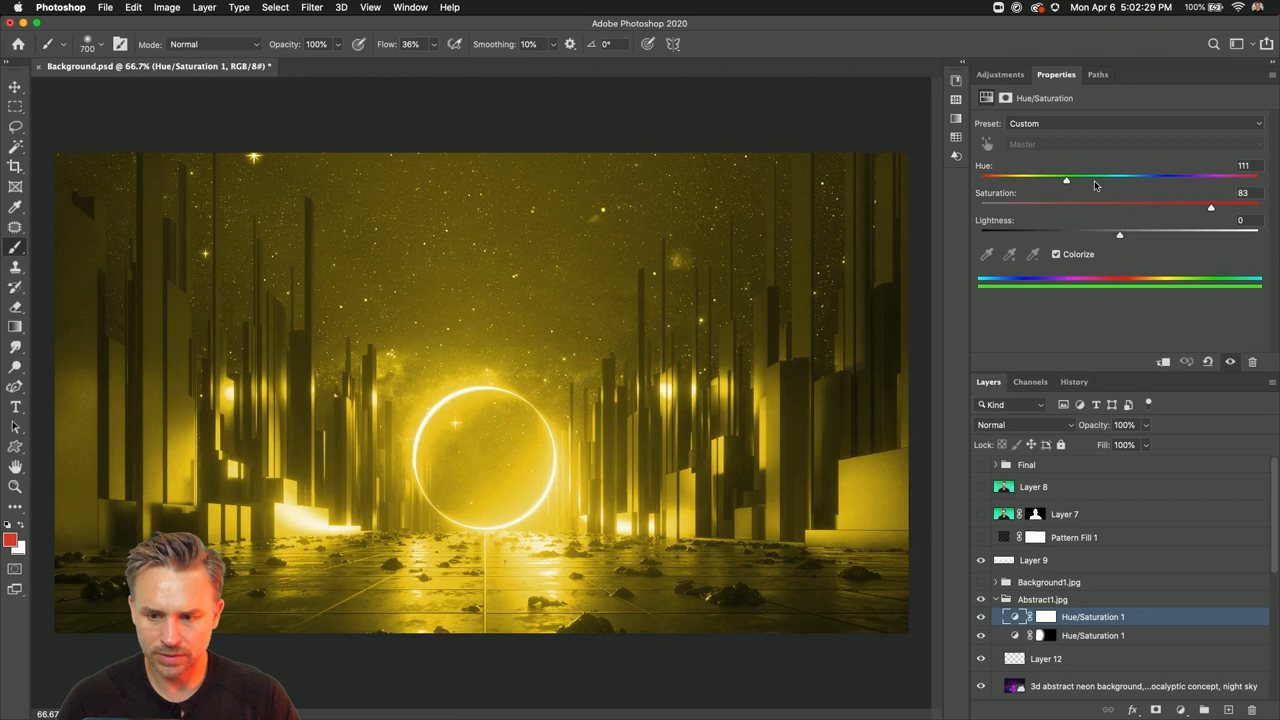 Photoshop File Edit Image Layer Type Select Filter 3D View Window Help 100% Mon Apr 6 5:02:29 PM
Adobe Photoshop 2020
700 Mode: Normal Opacity: 100% Flow: 36% Smoothing: 10% 0°
Background.psd @ 66.7% (Hue/Saturation 1, RGB/8#) *
Adjustments Properties Paths
Hue/Saturation
Preset: Custom
Master
Hue: 111
Saturation: 83
Lightness: 0
Colorize
Layers Channels History
Kind
Normal Opacity: 100%
Lock: Fill: 100%
Final
Layer 8
Layer 7
Pattern Fill 1
Layer 9
Background1.jpg
Abstract1.jpg
Hue/Saturation 1
Hue/Saturation 1
Layer 12
3d abstract neon background,...ocalyptic concept, night sky
66.67